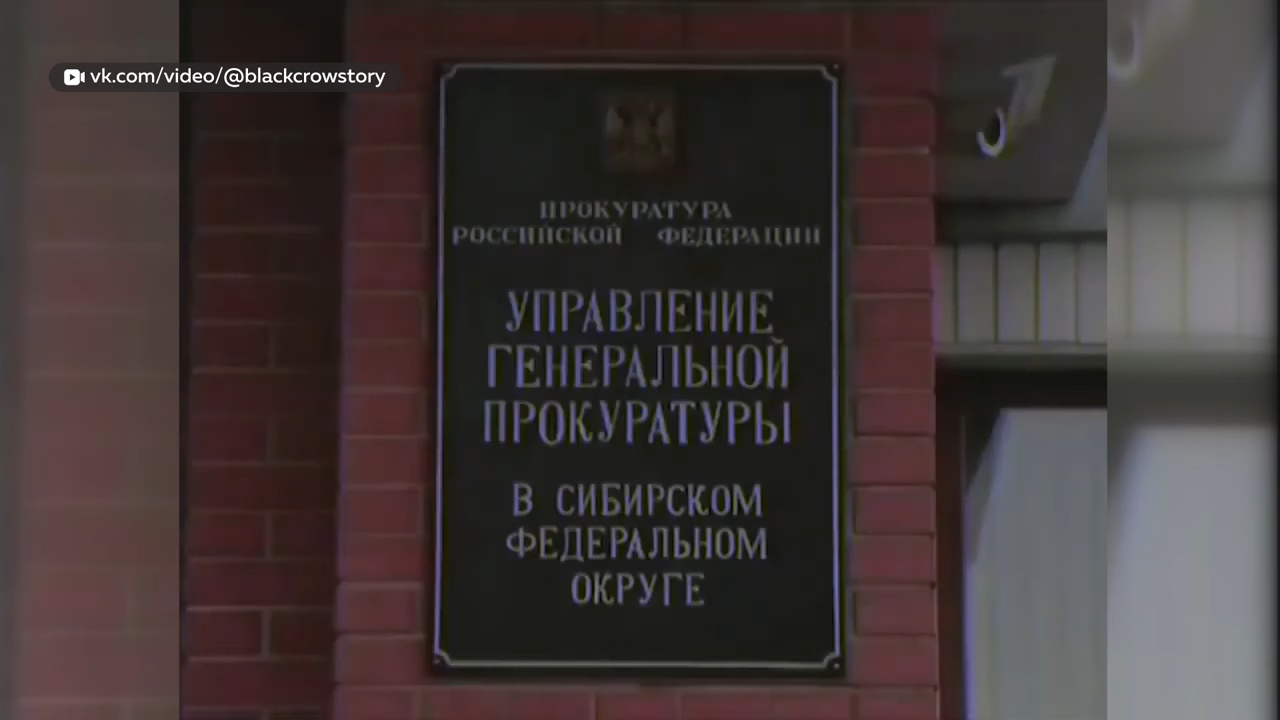 vk.com/video/@blackcrowstory
ПРОКУРАТУРА
РОССИЙСКОЙ ФЕДЕРАЦИИ
УПРАВЛЕНИЕ
ГЕНЕРАЛЬНОЙ
ПРОКУРАТУРЫ
В СИБИРСКОМ
ФЕДЕРАЛЬНОМ
ОКРУГЕ